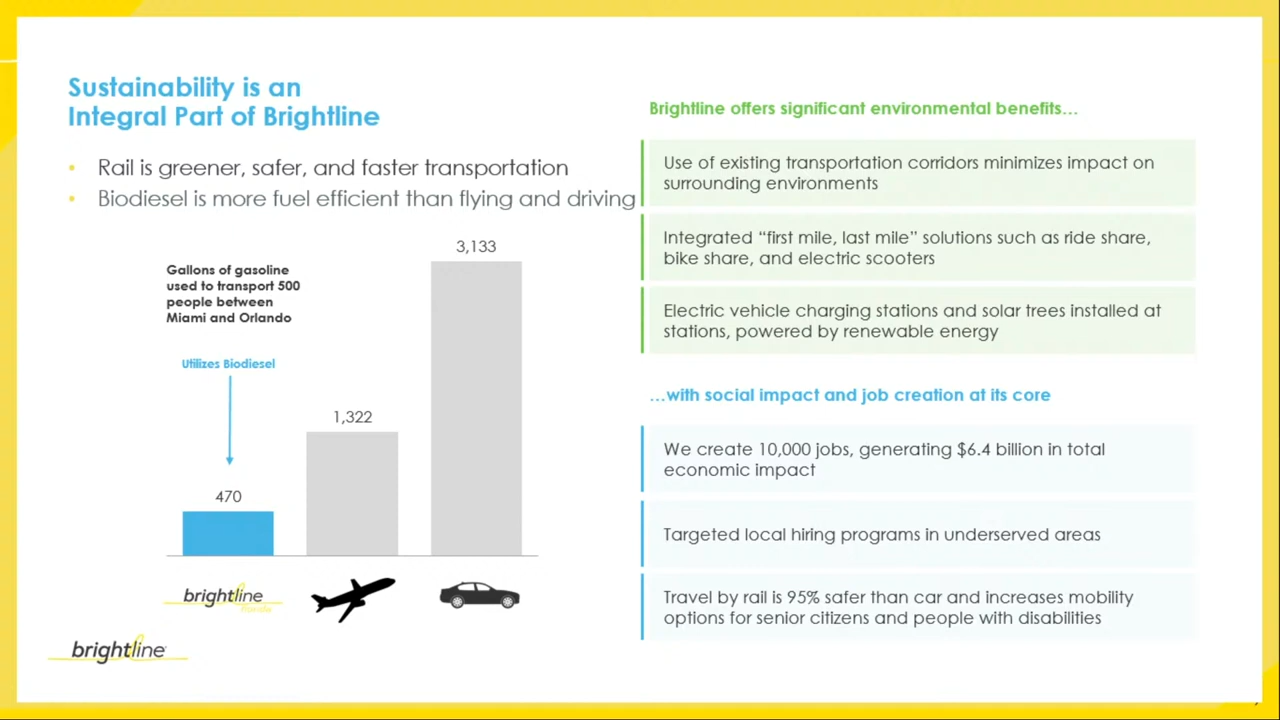 Sustainability is an
Integral Part of Brightline
• Rail is greener, safer, and faster transportation
• Biodiesel is more fuel efficient than flying and driving
Gallons of gasoline
used to transport 500
people between
Miami and Orlando
Utilizes Biodiesel
470
1,322
3,133
brightline
florida
brightline
Brightline offers significant environmental benefits...
Use of existing transportation corridors minimizes impact on
surrounding environments
Integrated “first mile, last mile” solutions such as ride share,
bike share, and electric scooters
Electric vehicle charging stations and solar trees installed at
stations, powered by renewable energy
...with social impact and job creation at its core
We create 10,000 jobs, generating $6.4 billion in total
economic impact
Targeted local hiring programs in underserved areas
Travel by rail is 95% safer than car and increases mobility
options for senior citizens and people with disabilities